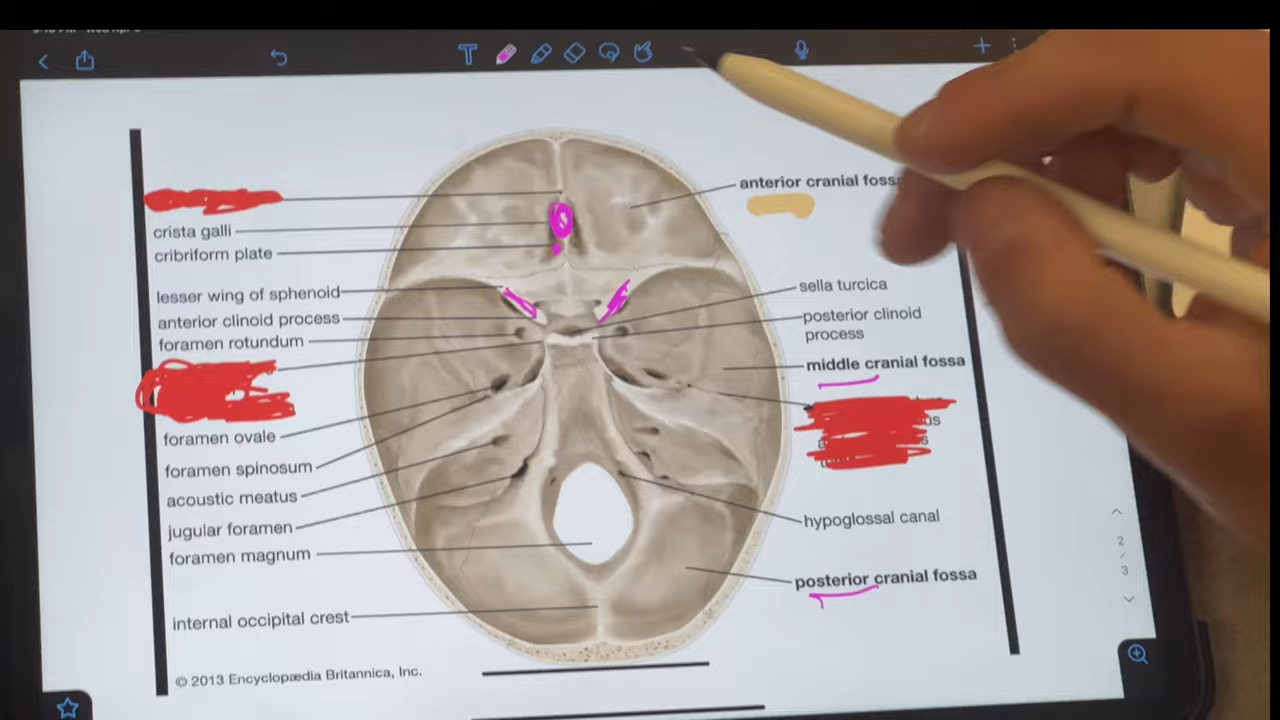 anterior cranial
crista galli
cribriform plate
lesser wing of sphenoid
sella turcica
anterior clinoid process
posterior clinoid
process
foramen rotundum
middle cranial fossa
foramen ovale
foramen spinosum
acoustic meatus
hypoglossal canal
jugular foramen
foramen magnum
posterior cranial fossa
internal occipital crest
© 2013 Encyclopædia Britannica, Inc.
2
/
3